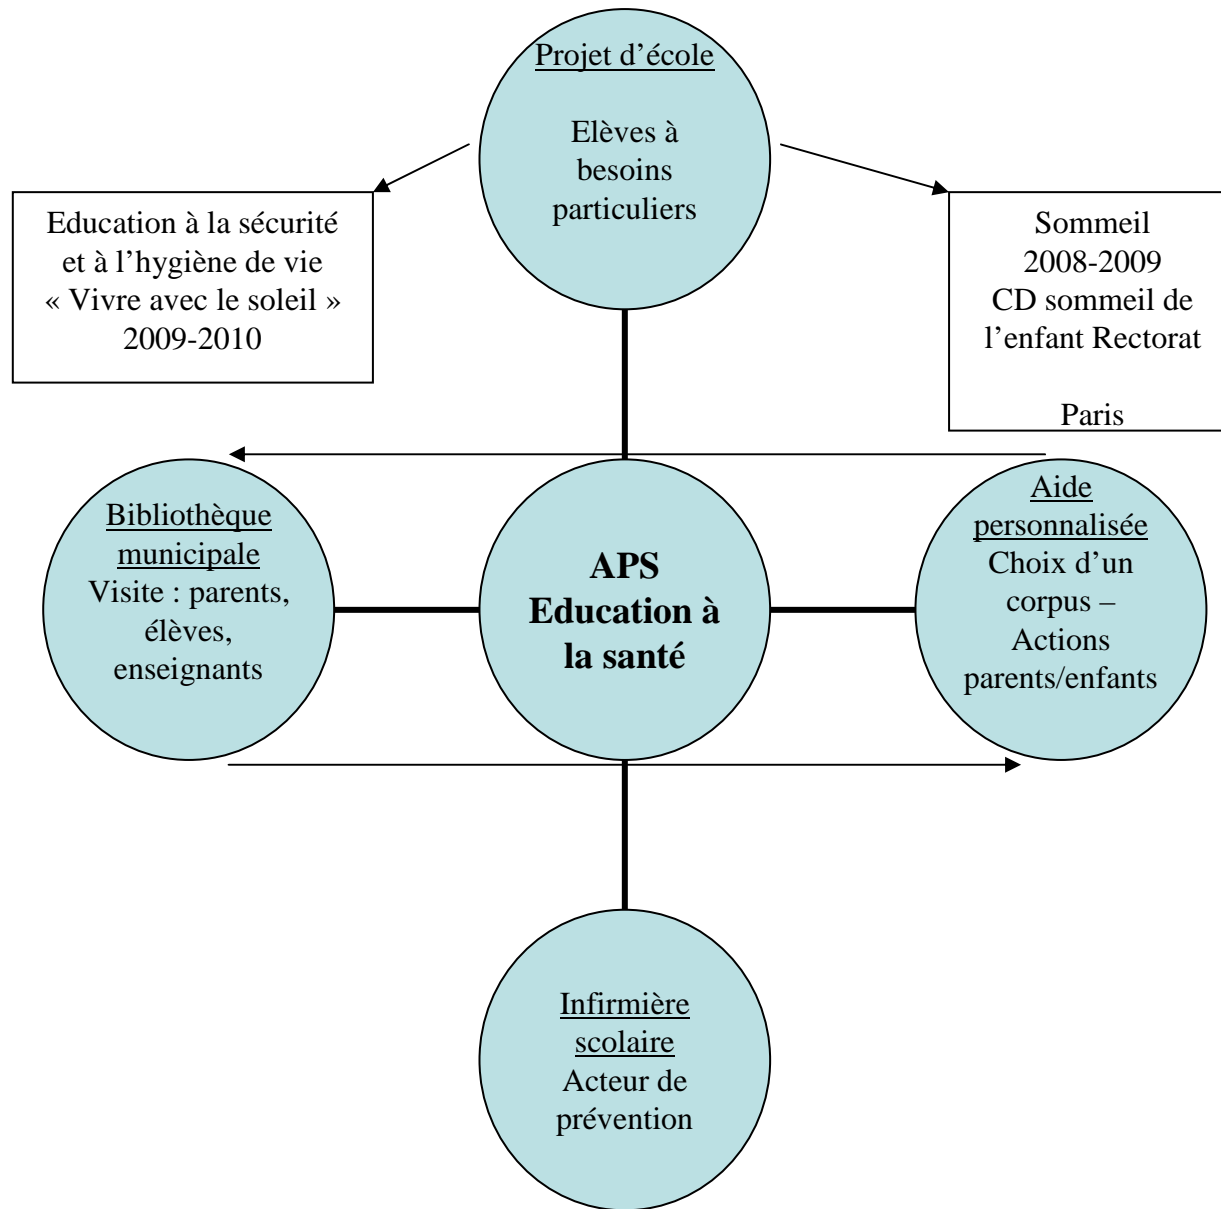 Projet d’école
Elèves à
besoins
particuliers
Education à la sécurité
et à l’hygiène de vie
« Vivre avec le soleil »
2009-2010
Sommeil
2008-2009
CD sommeil de
l’enfant Rectorat
Paris
Bibliothèque
municipale
Visite : parents,
élèves,
enseignants
APS
Education à
la santé
Aide
personnalisée
Choix d’un
corpus –
Actions
parents/enfants
Infirmière
scolaire
Acteur de
prévention